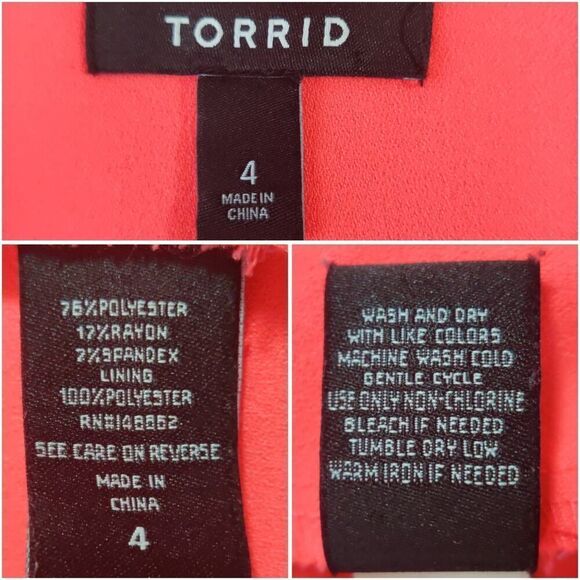 TORRID
4
MADE IN
CHINA
76%POLYESTER
17%RAYON
7%SPANDEX
LINING
100%POLYESTER
RN#146662
SEE CARE ON REVERSE
MADE IN
CHINA
4
WASH AND DRY
WITH LIKE COLORS
MACHINE WASH COLD
GENTLE CYCLE
USE ONLY NON-CHLORINE
BLEACH IF NEEDED
TUMBLE DRY LOW
WARM IRON IF NEEDED